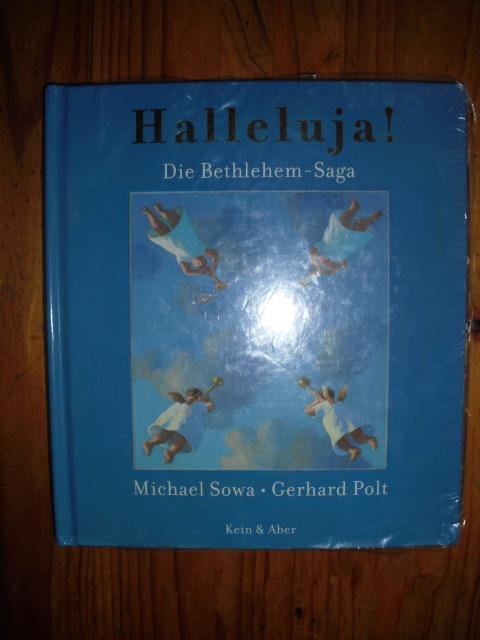 Halleluja!
Die Bethlehem-Saga
Michael Sowa • Gerhard Polt
Kein & Aber